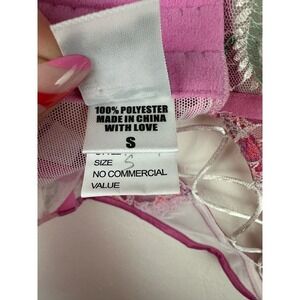 100% POLYESTER
MADE IN CHINA
WITH LOVE
S
SIZE S
NO COMMERCIAL
VALUE